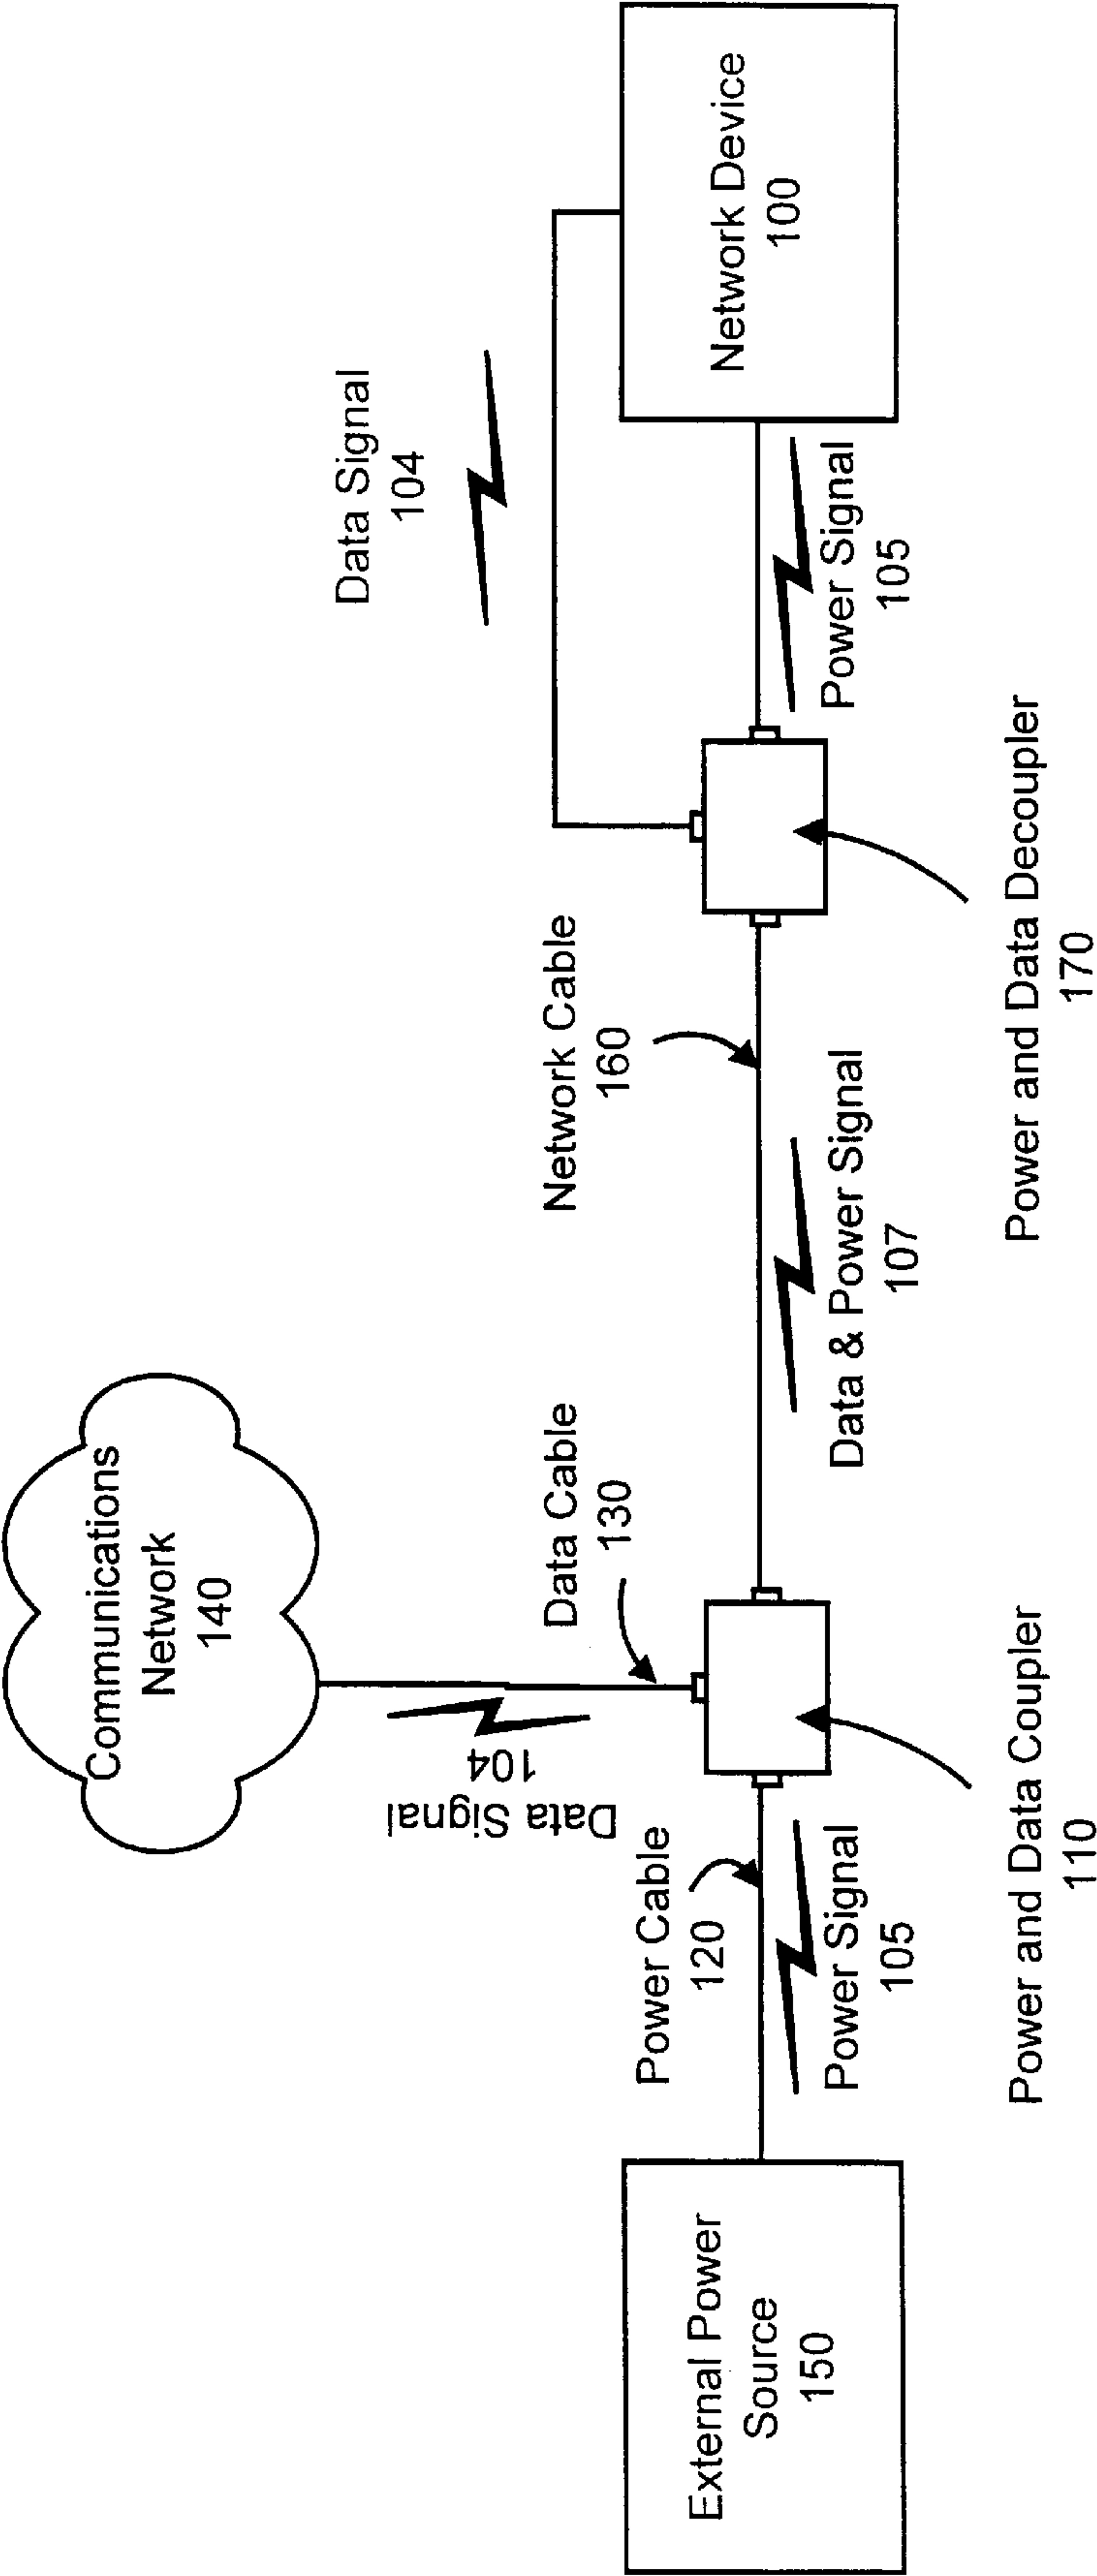 Communications
Network
140
Data Signal
104
Data Cable
130
Network Cable
160
Data Signal
104
Power Cable
120
External Power
Source
150
Power Signal
105
Data & Power Signal
107
Power Signal
105
Network Device
100
Power and Data Coupler
110
Power and Data Decoupler
170